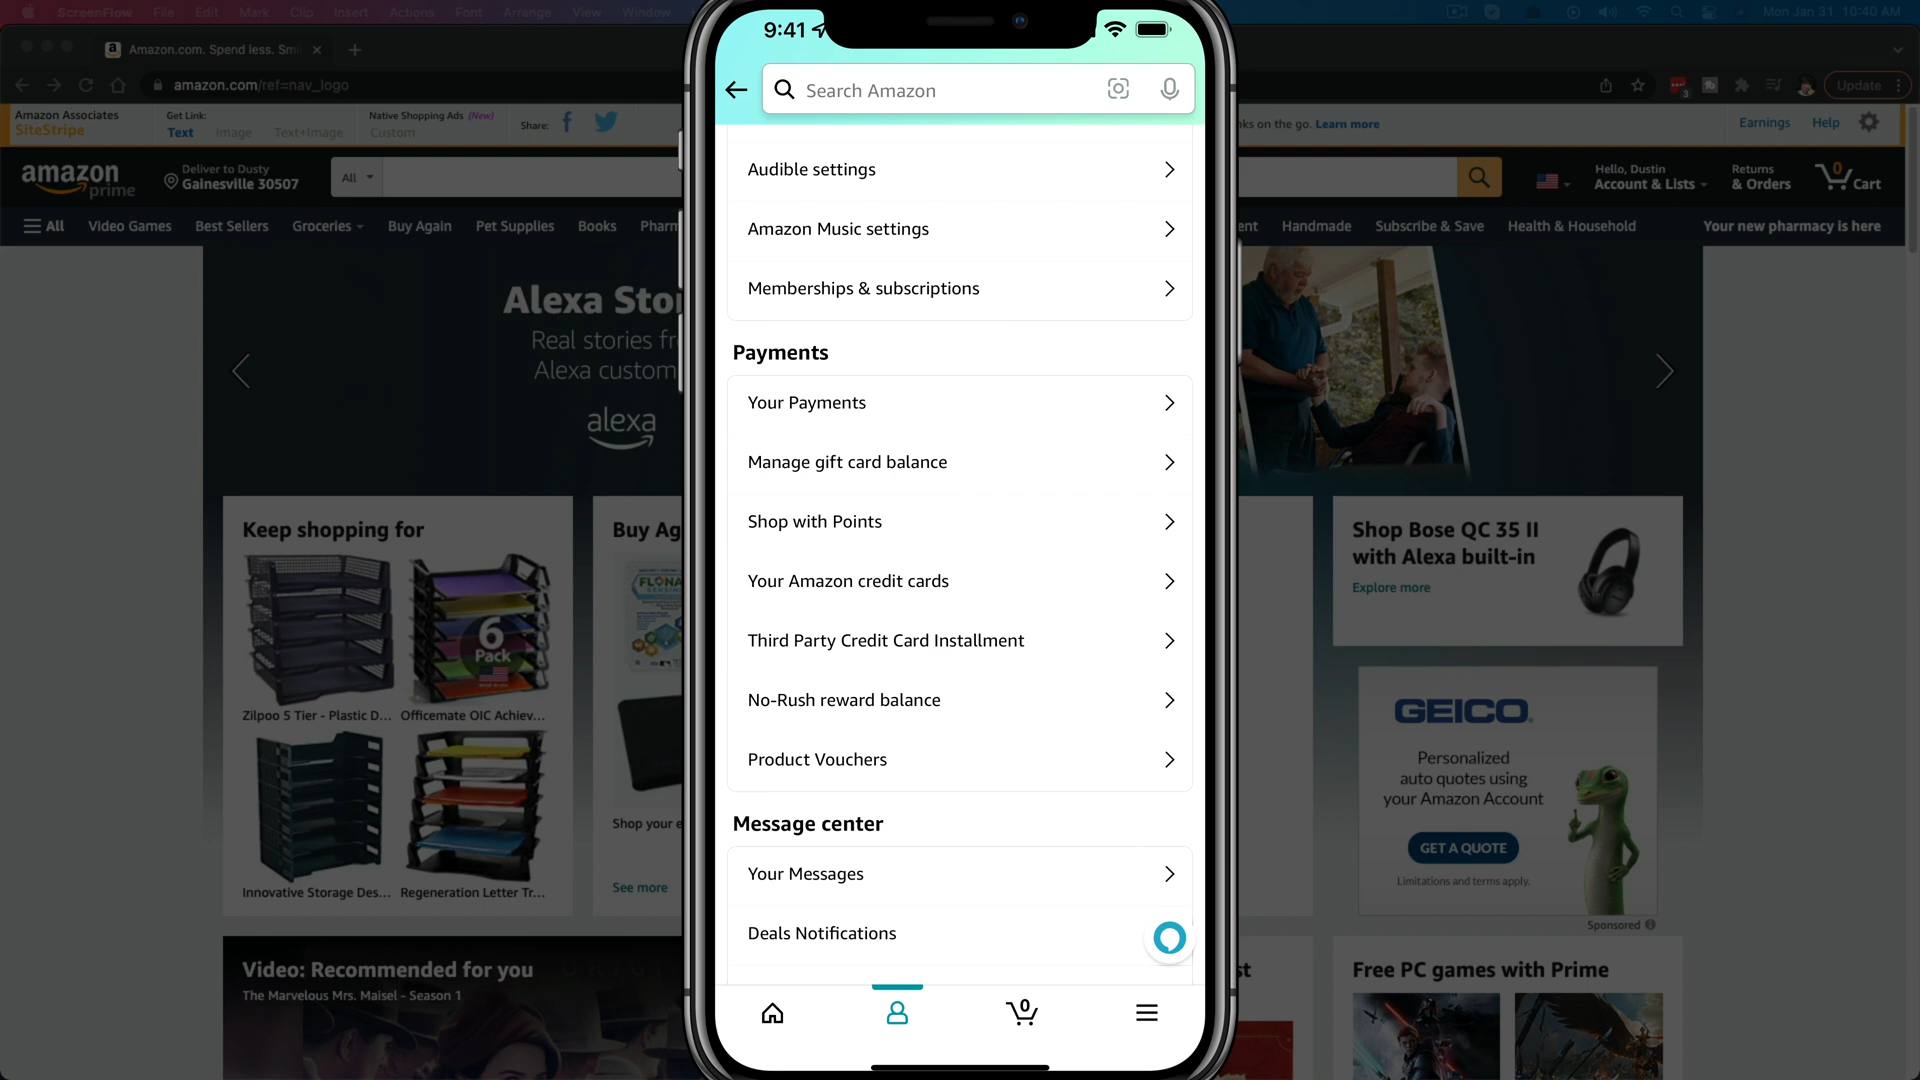 ScreenFlow File Edit Mark Clip Insert Actions Font Arrange View Window
Mon Jan 31 10:40 AM
Amazon.com. Spend less. Smi
amazon.com/ref=nav_logo
Update
Amazon Associates
SiteStripe
Get Link:
Text Image Text+Image
Native Shopping Ads (New)
Custom
Share:
nks on the go. Learn more
Earnings Help
amazon
prime
Deliver to Dusty
Gainesville 30507
All
Hello, Dustin
Account & Lists
Returns
& Orders
0
Cart
All Video Games Best Sellers Groceries Buy Again Pet Supplies Books Pharm
ent Handmade Subscribe & Save Health & Household Your new pharmacy is here
Alexa Sto
Real stories fr
Alexa custom
alexa
Keep shopping for
6
Pack
Zilpoo 5 Tier - Plastic D...
Officemate OIC Achiev...
Innovative Storage Des...
Regeneration Letter Tr...
Buy Ag
FLONA
Shop your e
See more
Shop Bose QC 35 II
with Alexa built-in
Explore more
GEICO
Personalized
auto quotes using
your Amazon Account
GET A QUOTE
Limitations and terms apply.
Sponsored
Video: Recommended for you
The Marvelous Mrs. Maisel - Season 1
st
Free PC games with Prime
9:41
Search Amazon
Audible settings
Amazon Music settings
Memberships & subscriptions
Payments
Your Payments
Manage gift card balance
Shop with Points
Your Amazon credit cards
Third Party Credit Card Installment
No-Rush reward balance
Product Vouchers
Message center
Your Messages
Deals Notifications
0